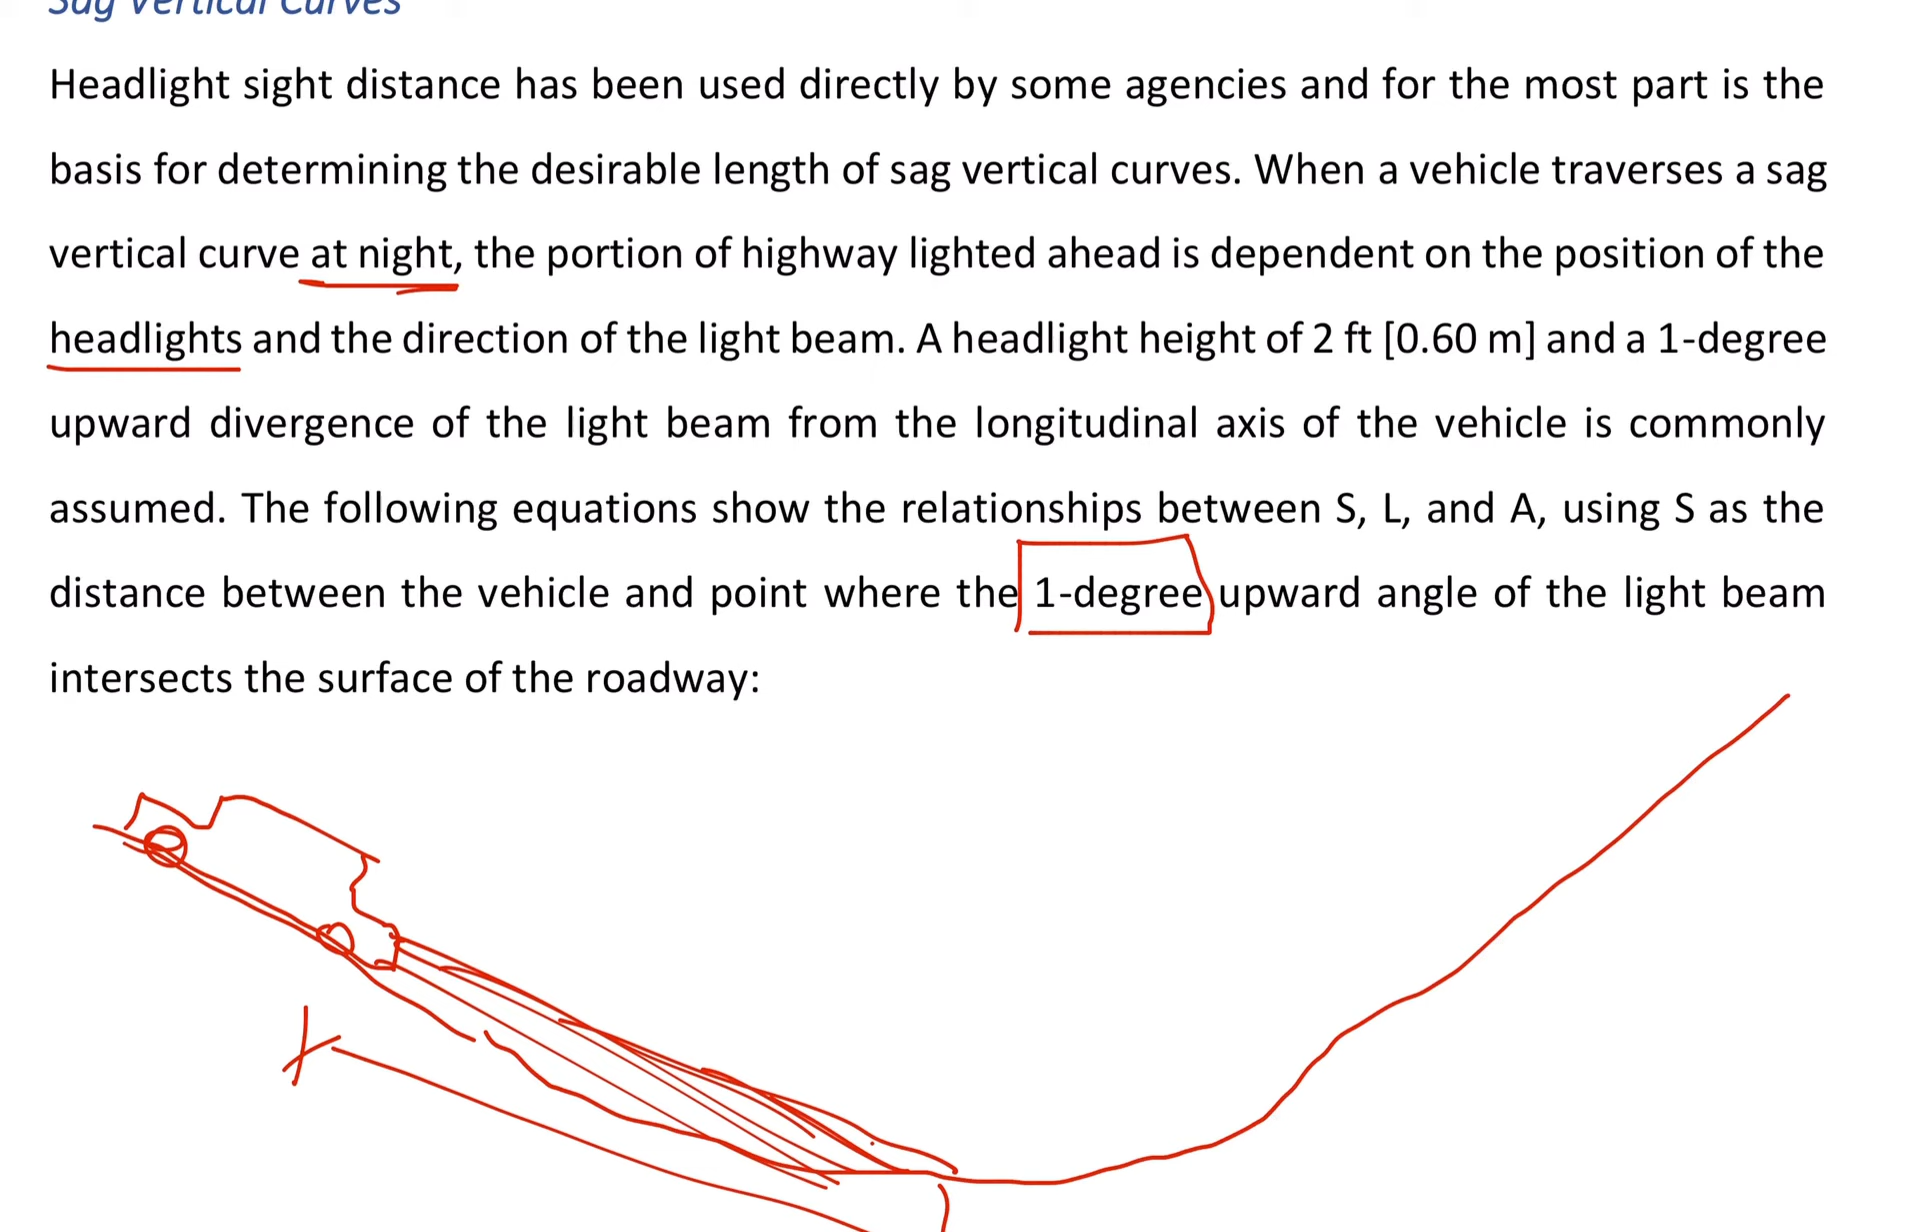 Sag Vertical Curves
Headlight sight distance has been used directly by some agencies and for the most part is the
basis for determining the desirable length of sag vertical curves. When a vehicle traverses a sag
vertical curve at night, the portion of highway lighted ahead is dependent on the position of the
headlights and the direction of the light beam. A headlight height of 2 ft [0.60 m] and a 1-degree
upward divergence of the light beam from the longitudinal axis of the vehicle is commonly
assumed. The following equations show the relationships between S, L, and A, using S as the
distance between the vehicle and point where the 1-degree upward angle of the light beam
intersects the surface of the roadway: